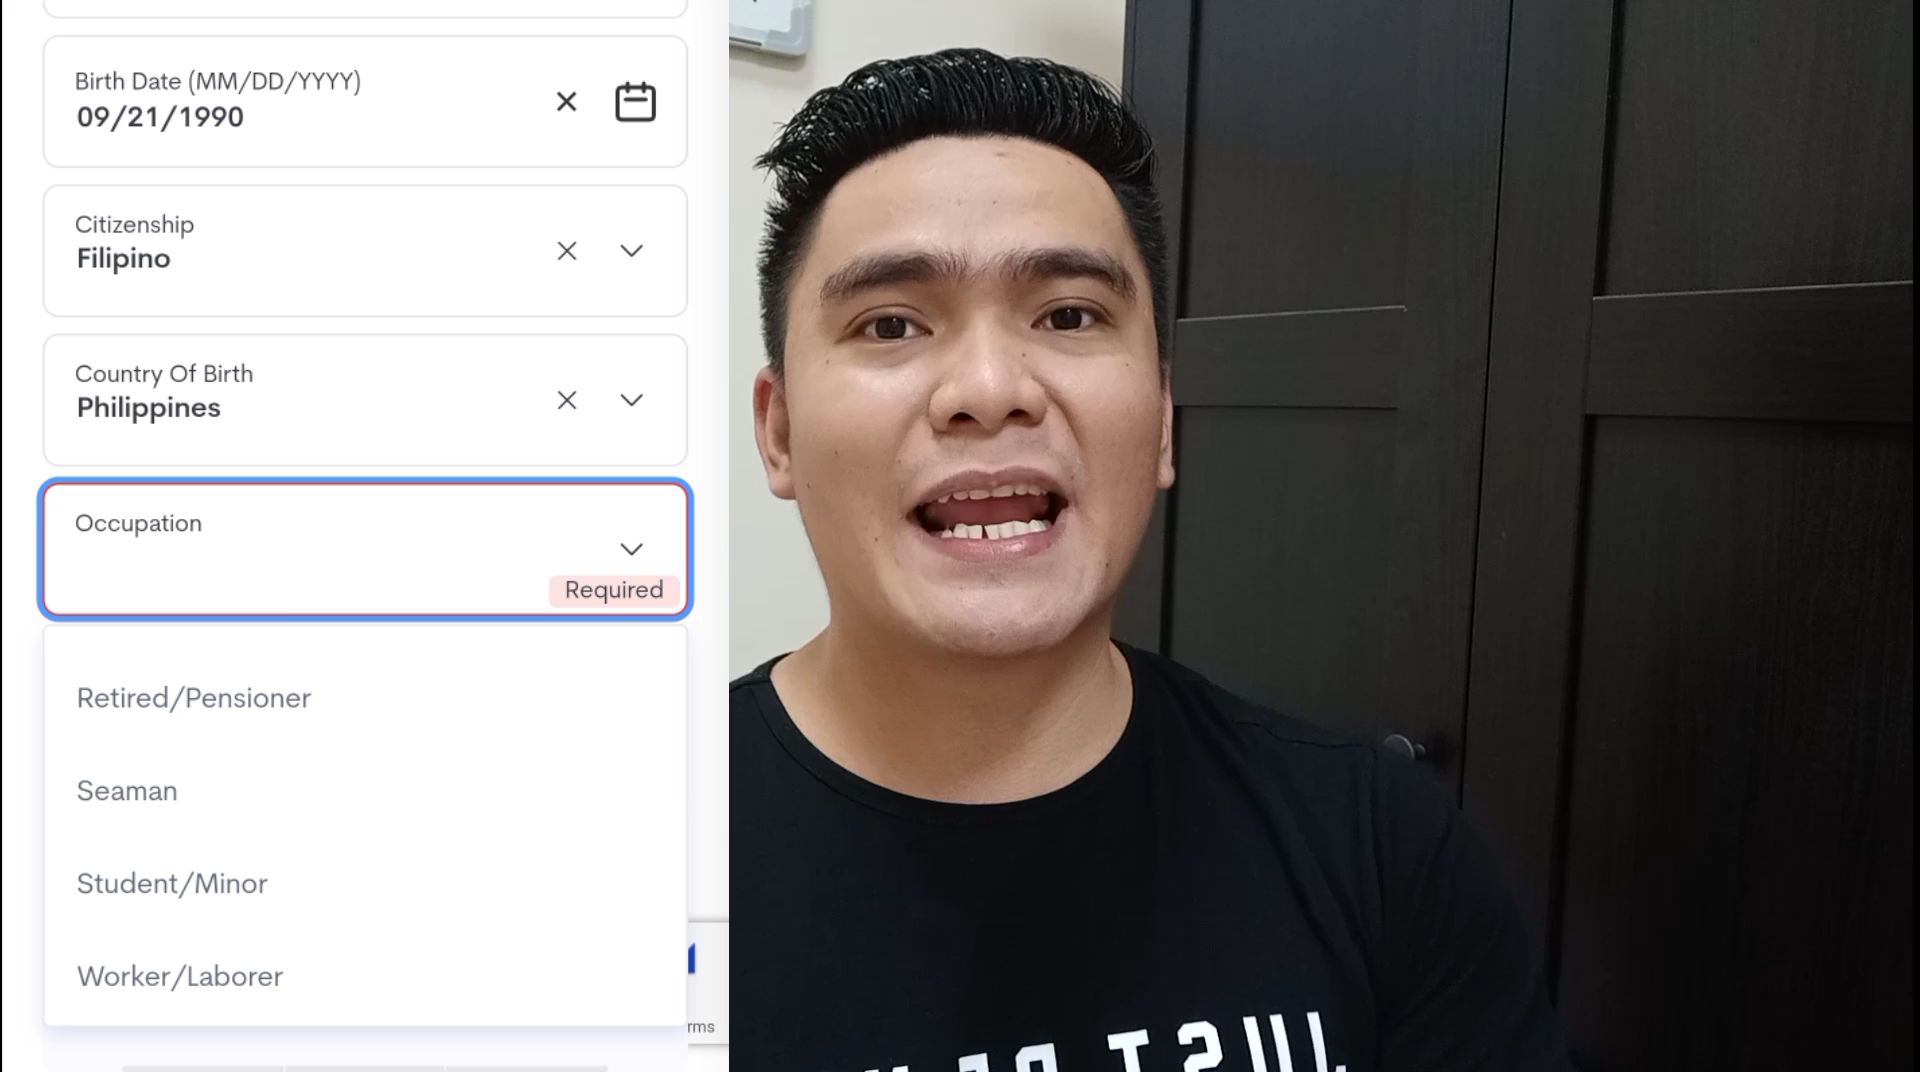 Birth Date (MM/DD/YYYY)
09/21/1990
Citizenship
Filipino
Country Of Birth
Philippines
Occupation
Required
Retired/Pensioner
Seaman
Student/Minor
Worker/Laborer
rms
JUST